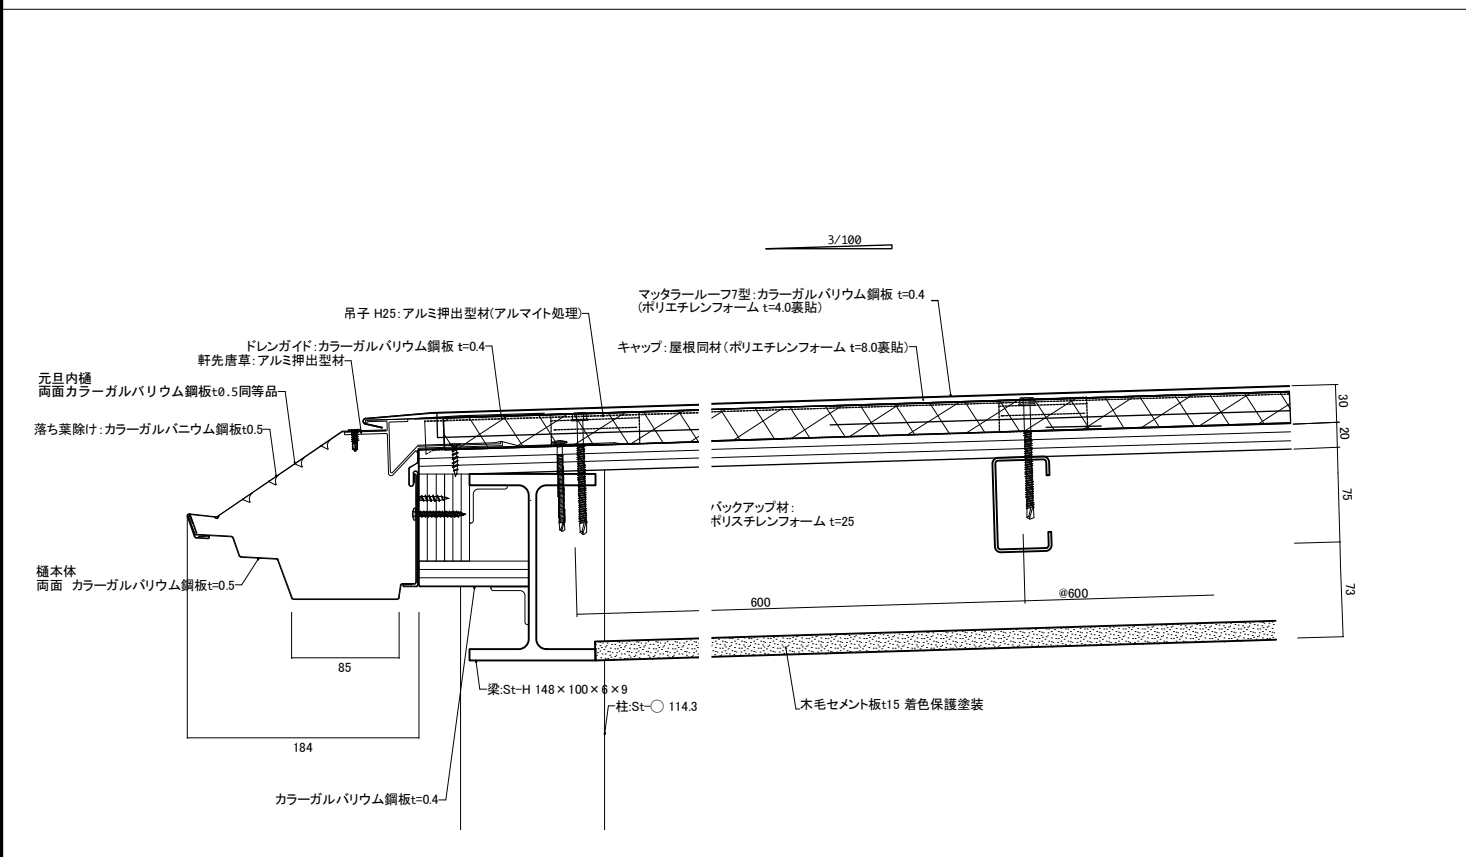 3/100
マッタラールーフ7型:カラーガルバリウム鋼板 t=0.4
(ポリエチレンフォーム t=4.0裏貼)
吊子 H25:アルミ押出型材(アルマイト処理)
ドレンガイド:カラーガルバリウム鋼板 t=0.4
キャップ:屋根同材(ポリエチレンフォーム t=8.0裏貼)
軒先唐草:アルミ押出型材
元旦内樋
両面カラーガルバリウム鋼板t0.5同等品
落ち葉除け:カラーガルバニウム鋼板t0.5
30
20
75
73
バックアップ材:
ポリスチレンフォーム t=25
樋本体
両面 カラーガルバリウム鋼板t=0.5
600
@600
85
梁:St-H 148×100×6×9
柱:St-○ 114.3
木毛セメント板t15 着色保護塗装
184
カラーガルバリウム鋼板t=0.4